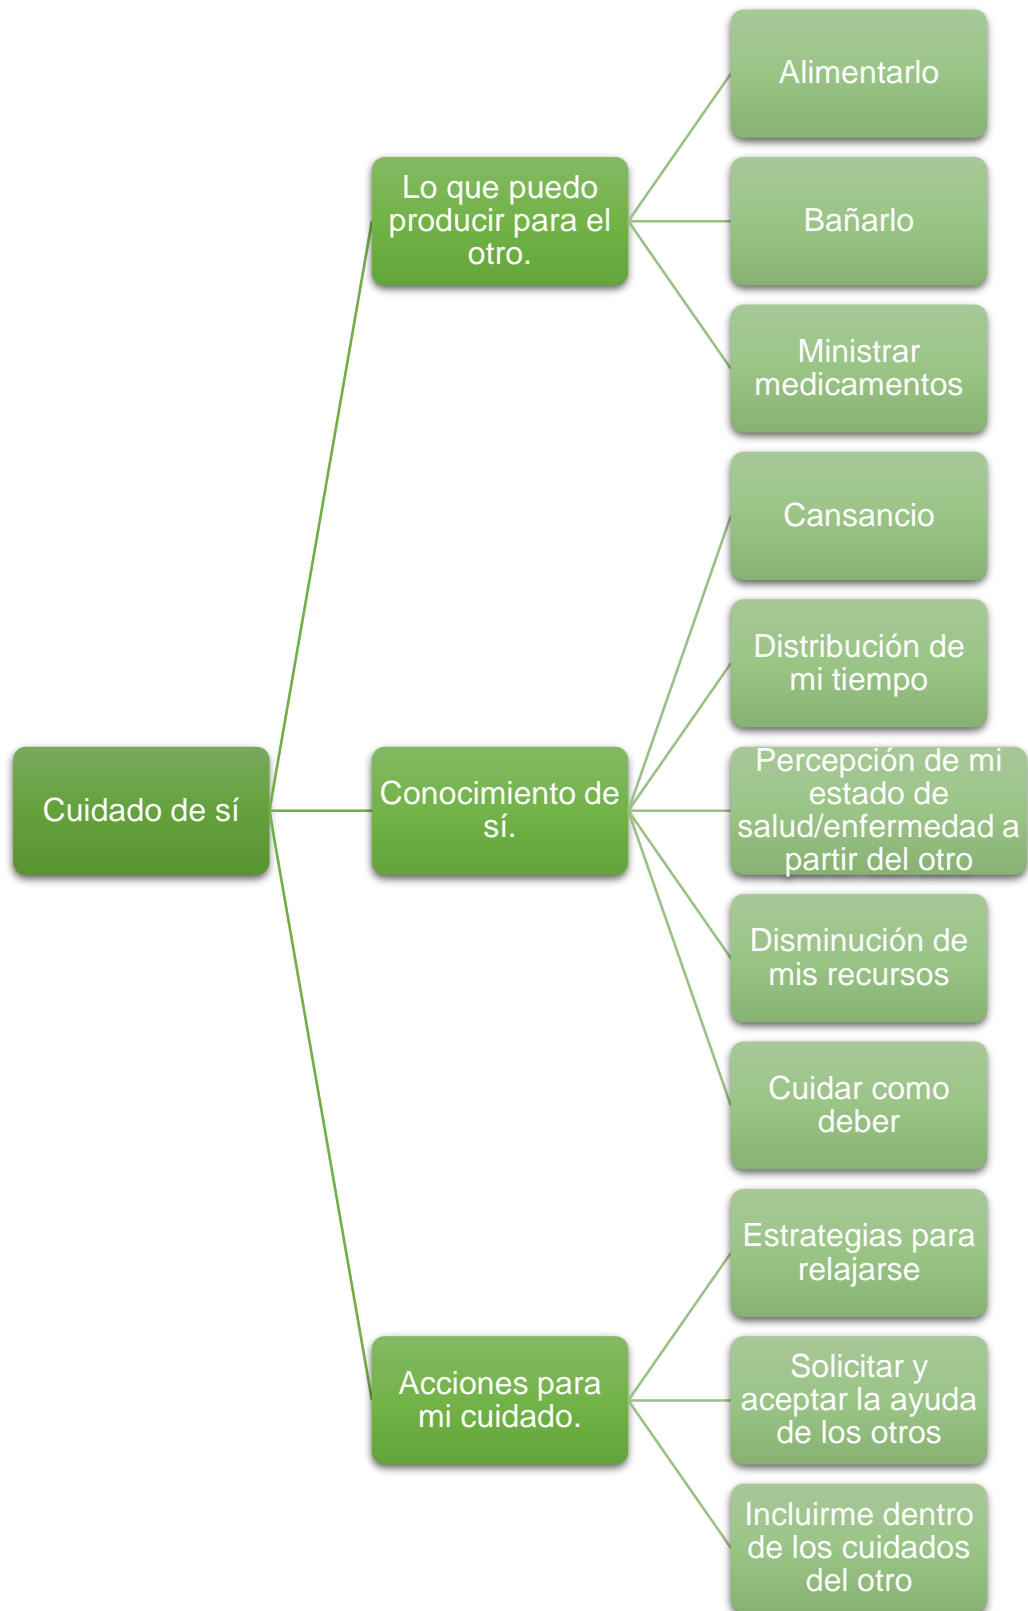 Cuidado de sí
Lo que puedo
producir para el
otro.
Alimentarlo
Bañarlo
Ministrar
medicamentos
Conocimiento de
sí.
Cansancio
Distribución de
mi tiempo
Percepción de mi
estado de
salud/enfermedad a
partir del otro
Disminución de
mis recursos
Cuidar como
deber
Acciones para
mi cuidado.
Estrategias para
relajarse
Solicitar y
aceptar la ayuda
de los otros
Incluirme dentro
de los cuidados
del otro